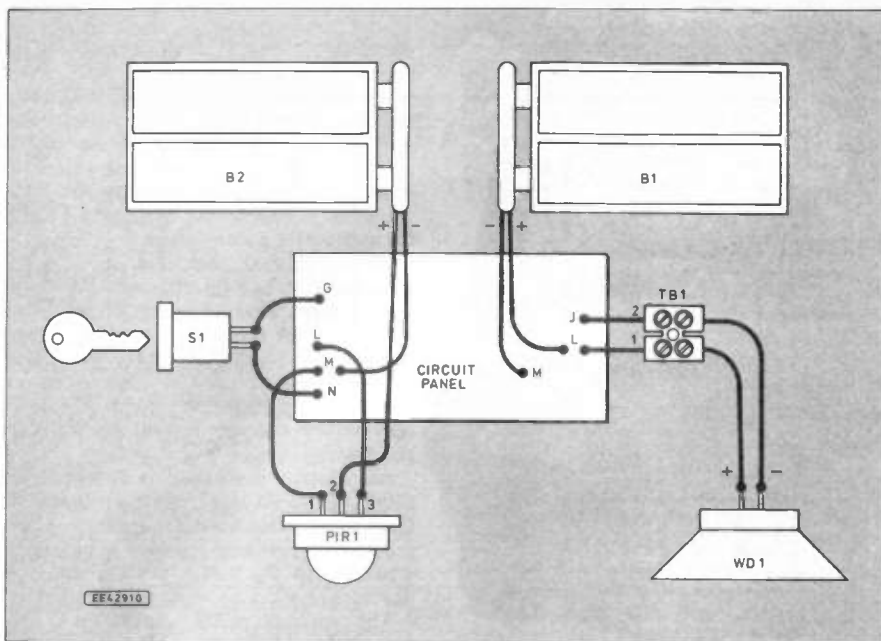 B2
B1
+ -
- +
G
TB1
J 2
S1
L
L 1
M
CIRCUIT
PANEL
M
N
+ -
1 2 3
PIR1
WD1
EE42910